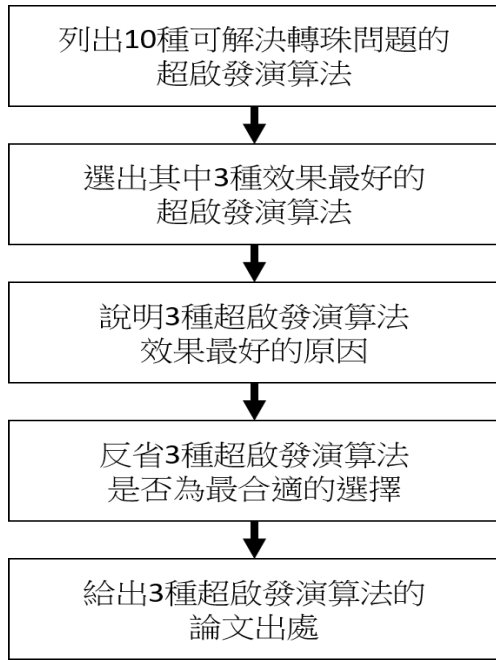 列出10種可解決轉珠問題的
超啟發演算法
選出其中3種效果最好的
超啟發演算法
說明3種超啟發演算法
效果最好的原因
反省3種超啟發演算法
是否為最合適的選擇
給出3種超啟發演算法的
論文出處